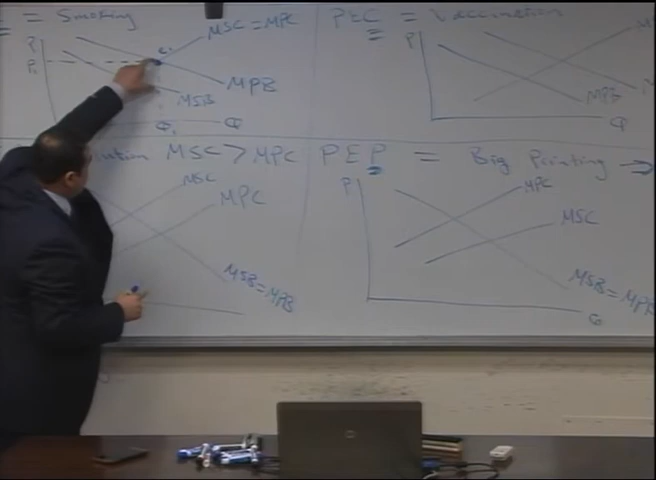 = Smoking
P
P1
e1
MSC = MPC
MPB
MSB
Q1 Q
PEC = Vaccination
P
MPB
Q
MSC > MPC
MSC
MPC
MSB = MPB
PEP = Big Printing →
P
MPC
MSC
MSB = MPB
Q